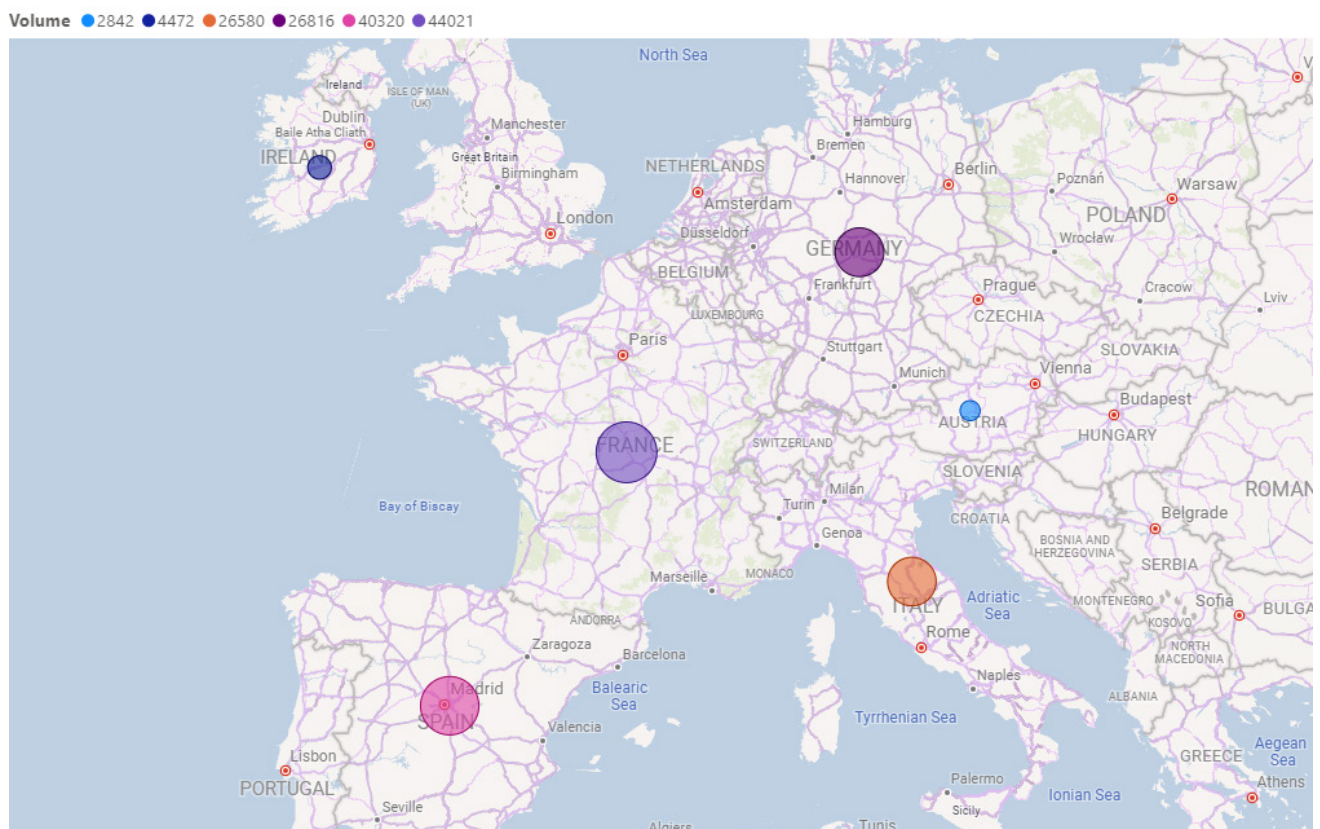 Volume 2842 4472 26580 26816 40320 44021
North Sea
Ireland
ISLE OF MAN
(UK)
Dublin
Baile Atha Cliath
IRELAND
Manchester
Great Britain
Birmingham
London
Hamburg
Bremen
NETHERLANDS
Hannover
Berlin
Amsterdam
Poznań
Warsaw
POLAND
Düsseldorf
GERMANY
Wrocław
BELGIUM
Frankfurt
Prague
Cracow
Lviv
LUXEMBOURG
CZECHIA
Paris
Stuttgart
SLOVAKIA
Munich
Vienna
Budapest
AUSTRIA
HUNGARY
FRANCE
SWITZERLAND
SLOVENIA
Milan
ROMAN
Bay of Biscay
Turin
CROATIA
Belgrade
Genoa
BOSNIA AND
HERZEGOVINA
SERBIA
Marseille
MONACO
Adriatic
Sea
MONTENEGRO
Sofia
ITALY
BULGA
ANDORRA
KOSOVO
Rome
Zaragoza
NORTH
MACEDONIA
Barcelona
Naples
Madrid
Balearic
Sea
ALBANIA
SPAIN
Valencia
Tyrrhenian Sea
Lisbon
GREECE
Aegean
Sea
PORTUGAL
Palermo
Athens
Ionian Sea
Seville
Sicily
Algiers
Tunis